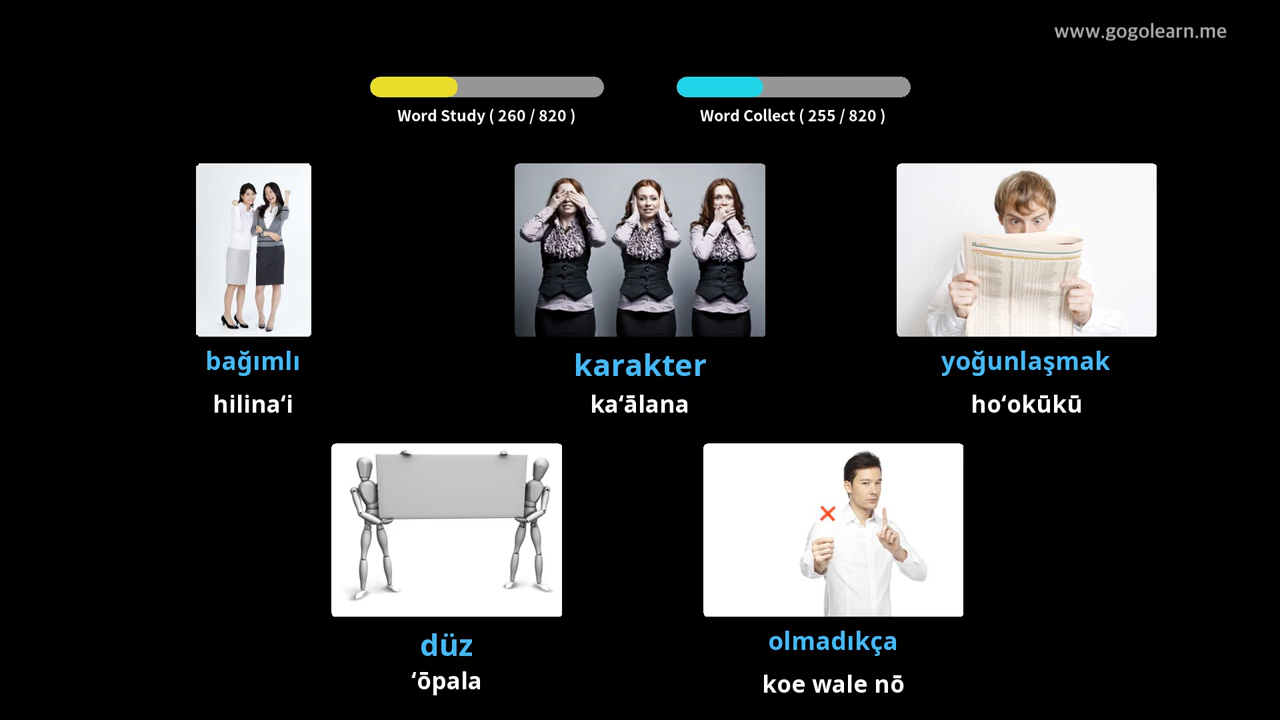 www.gogolearn.me
Word Study ( 260 / 820 )
Word Collect ( 255 / 820 )
bağımlı
hilinaʻi
karakter
kaʻālana
yoğunlaşmak
hoʻokūkū
düz
ʻōpala
olmadıkça
koe wale nō